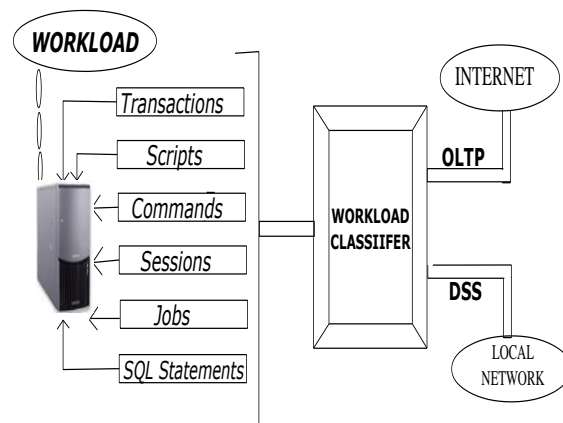 WORKLOAD
Transactions
Scripts
Commands
Sessions
Jobs
SQL Statements
WORKLOAD
CLASSIIFER
INTERNET
OLTP
DSS
LOCAL
NETWORK